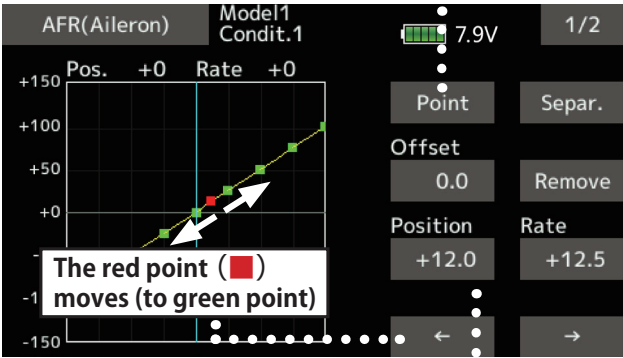 AFR(Aileron)
Model1
Condit.1
7.9V
1/2
Pos. +0 Rate +0
+150
+100
+50
+0
-1
-150
The red point (■)
moves (to green point)
Point
Separ.
Offset
0.0
Remove
Position
Rate
+12.0
+12.5
←
→